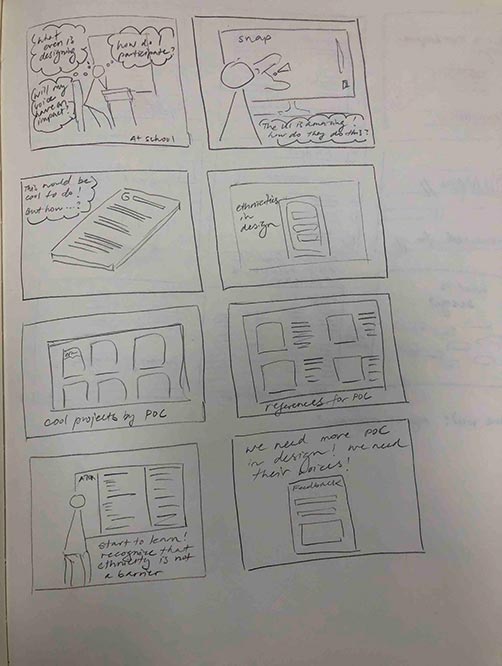 what
even is
designing
how do I
participate?
will my
voice
have an
impact?
At school
snap
The UI is amazing!
how do they do this?
This would be
cool to do!
But how...?
ethnicities
in
design
cool projects by POC
references for POC
start to learn!
recognize that
ethnicity is not
a barrier
we need more POC
in design! we need
their voices!
Feedback